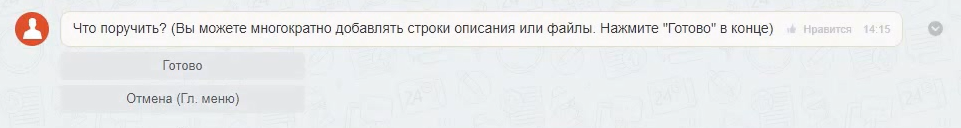 Что поручить? (Вы можете многократно добавлять строки описания или файлы. Нажмите "Готово" в конце) Нравится 14:15
Готово
Отмена (Гл. меню)